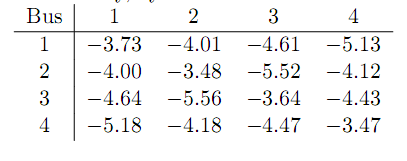 Bus 1 2 3 4
1 −3.73 −4.01 −4.61 −5.13
2 −4.00 −3.48 −5.52 −4.12
3 −4.64 −5.56 −3.64 −4.43
4 −5.18 −4.18 −4.47 −3.47